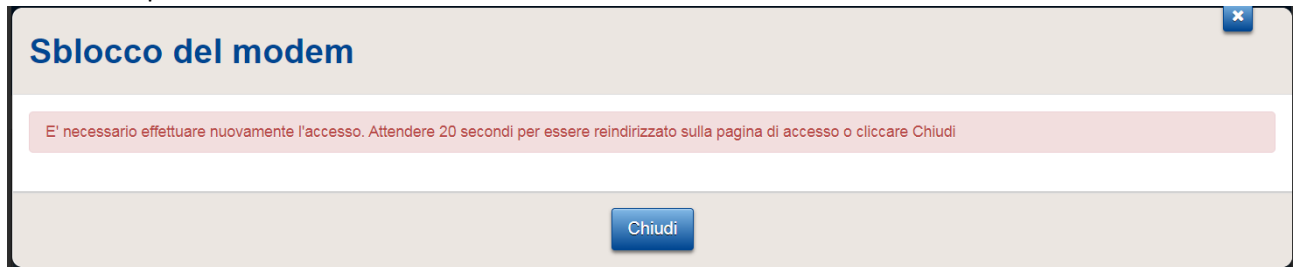 Sblocco del modem
E' necessario effettuare nuovamente l'accesso. Attendere 20 secondi per essere reindirizzato sulla pagina di accesso o cliccare Chiudi
Chiudi